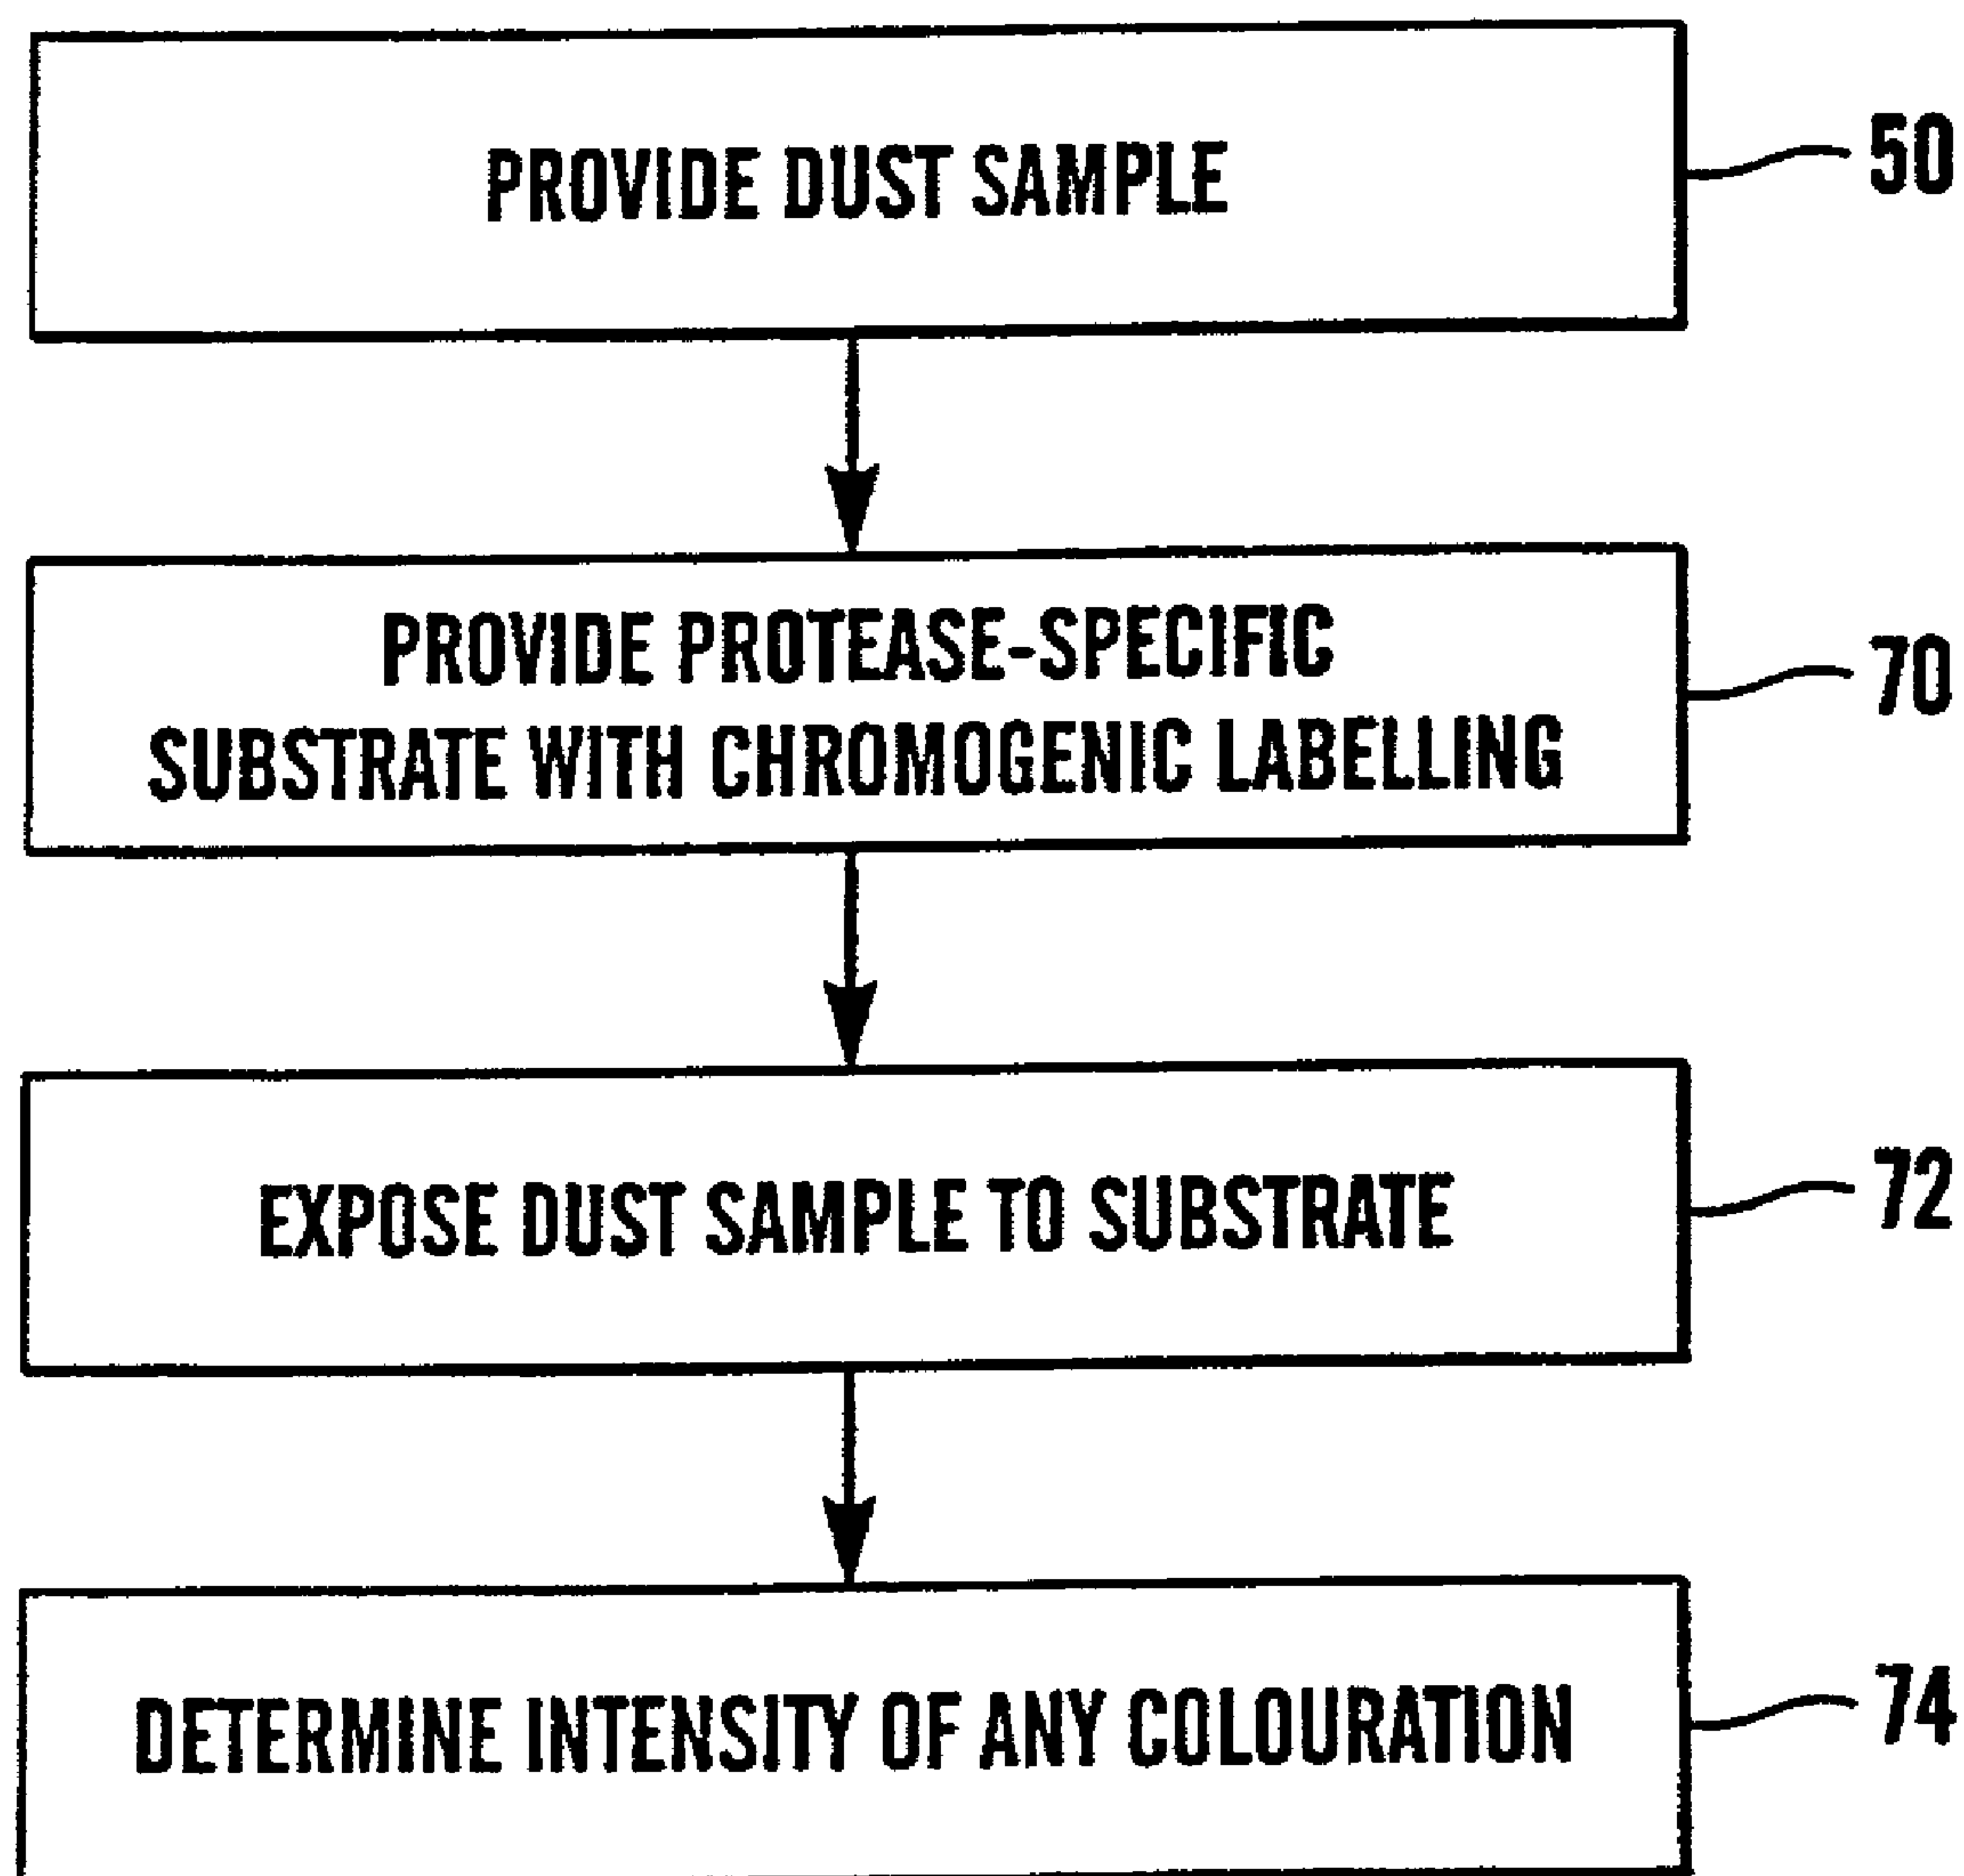 PROVIDE DUST SAMPLE
50
PROVIDE PROTEASE-SPECIFIC
SUBSTRATE WITH CHROMOGENIC LABELLING
70
EXPOSE DUST SAMPLE TO SUBSTRATE
72
DETERMINE INTENSITY OF ANY COLOURATION
74